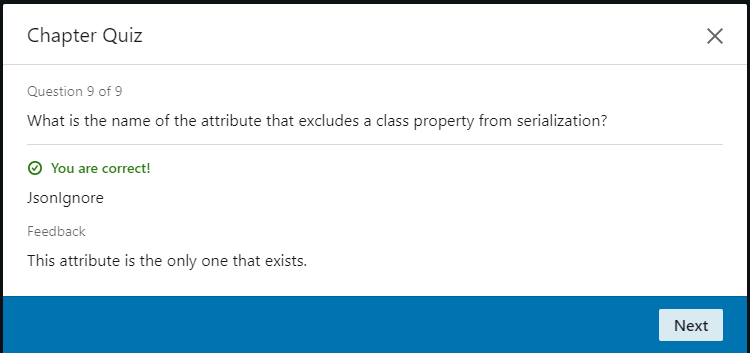 Chapter Quiz
Question 9 of 9
What is the name of the attribute that excludes a class property from serialization?
You are correct!
JsonIgnore
Feedback
This attribute is the only one that exists.
Next